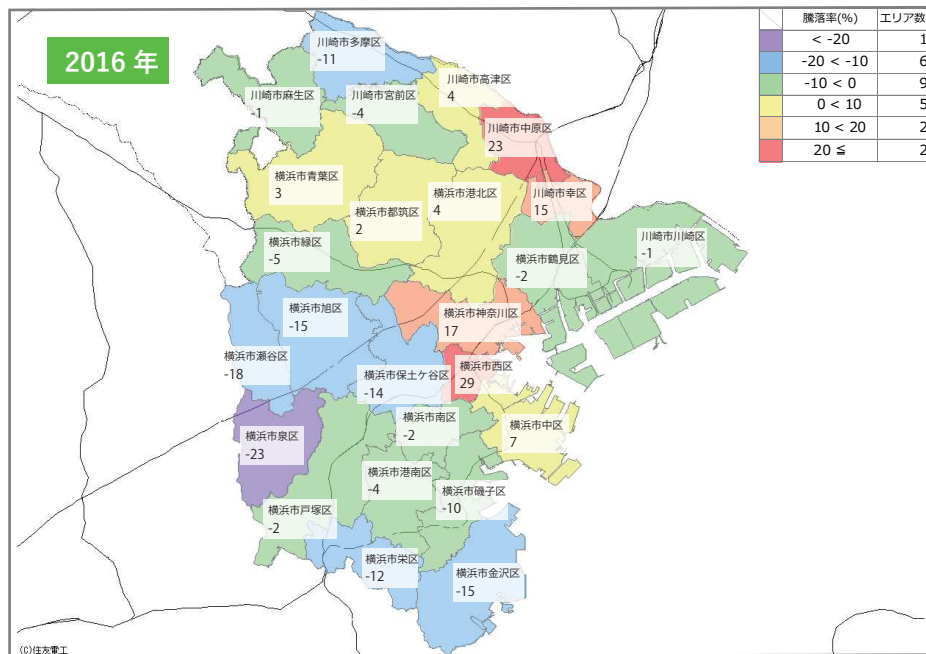 2016 年
騰落率(%) エリア数
< -20 1
-20 < -10 6
-10 < 0 9
0 < 10 5
10 < 20 2
20 ≦ 2
川崎市多摩区
-11
川崎市高津区
4
川崎市麻生区
-1
川崎市宮前区
-4
川崎市中原区
23
横浜市青葉区
3
横浜市港北区
4
川崎市幸区
15
横浜市都筑区
2
川崎市川崎区
-1
横浜市緑区
-5
横浜市鶴見区
-2
横浜市旭区
-15
横浜市神奈川区
17
横浜市瀬谷区
-18
横浜市保土ケ谷区
-14
横浜市西区
29
横浜市南区
-2
横浜市中区
7
横浜市泉区
-23
横浜市港南区
-4
横浜市磯子区
-10
横浜市戸塚区
-2
横浜市栄区
-12
横浜市金沢区
-15
(C)住友電工